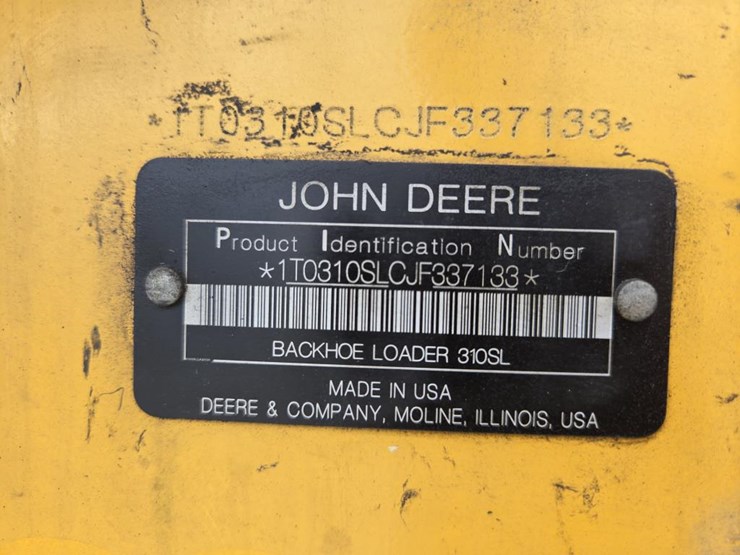 *1T0310SLCJF337133*
JOHN DEERE
Product Identification Number
*1T0310SLCJF337133*
BACKHOE LOADER 310SL
MADE IN USA
DEERE & COMPANY, MOLINE, ILLINOIS, USA